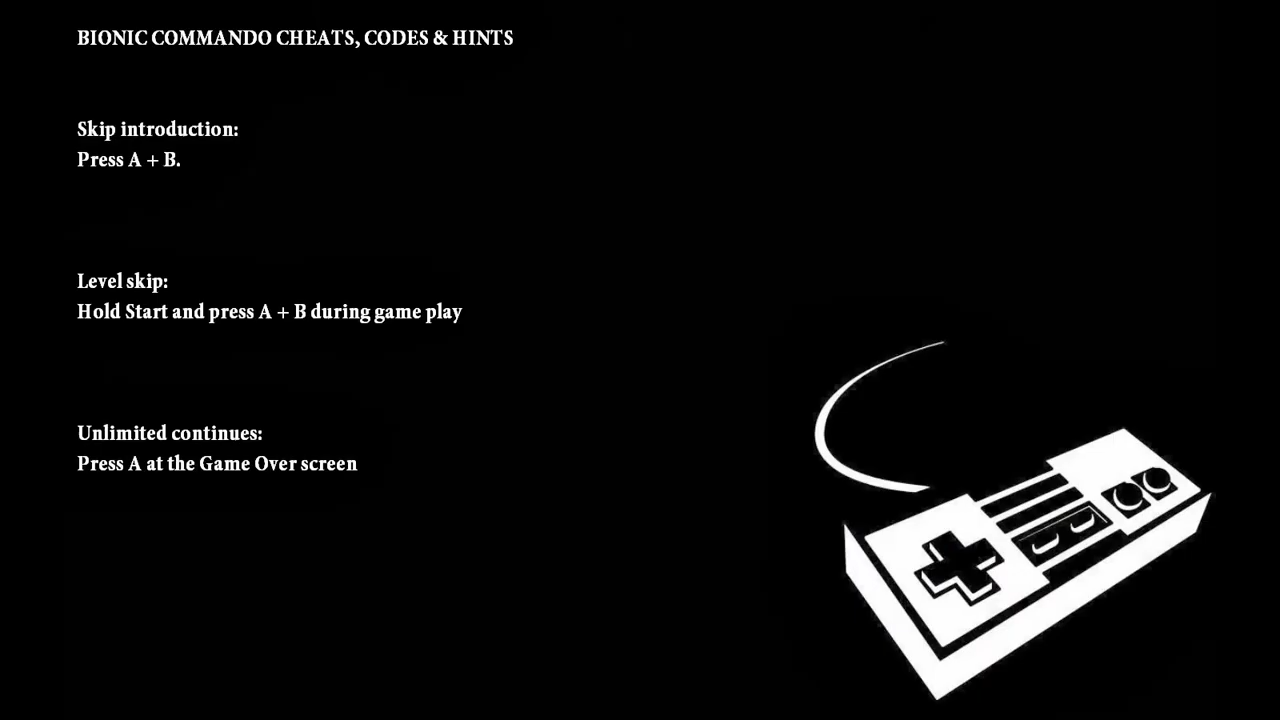 BIONIC COMMANDO CHEATS, CODES & HINTS
Skip introduction:
Press A + B.
Level skip:
Hold Start and press A + B during game play
Unlimited continues:
Press A at the Game Over screen